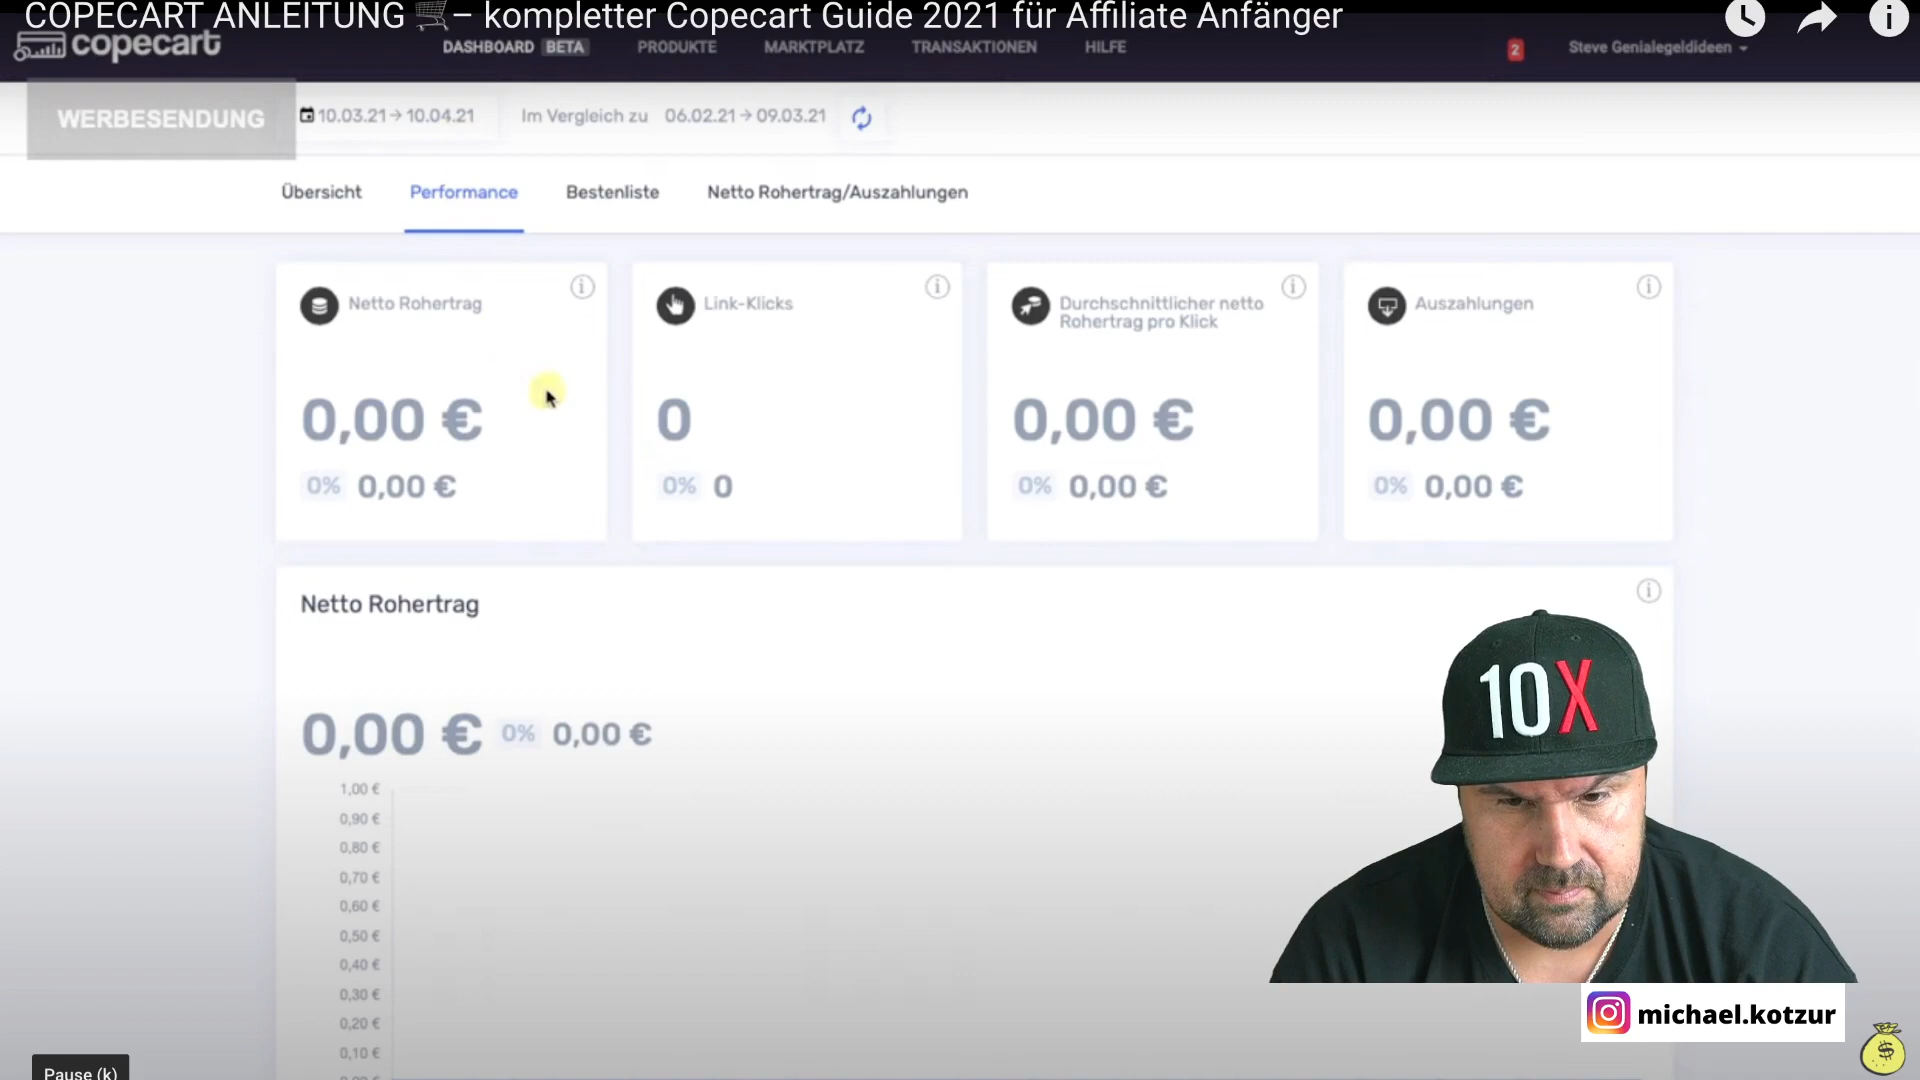 COPECART ANLEITUNG 🛒– kompletter Copecart Guide 2021 für Affiliate Anfänger
copecart
DASHBOARD BETA PRODUKTE MARKTPLATZ TRANSAKTIONEN HILFE
2
Steve Genialegeldideen
WERBESENDUNG
10.03.21 → 10.04.21 Im Vergleich zu 06.02.21 → 09.03.21
Übersicht Performance Bestenliste Netto Rohertrag/Auszahlungen
Netto Rohertrag
0,00 €
0% 0,00 €
Link-Klicks
0
0% 0
Durchschnittlicher netto
Rohertrag pro Klick
0,00 €
0% 0,00 €
Auszahlungen
0,00 €
0% 0,00 €
Netto Rohertrag
0,00 € 0% 0,00 €
1,00 €
0,90 €
0,80 €
0,70 €
0,60 €
0,50 €
0,40 €
0,30 €
0,20 €
0,10 €
10X
michael.kotzur
$
Pause (k)